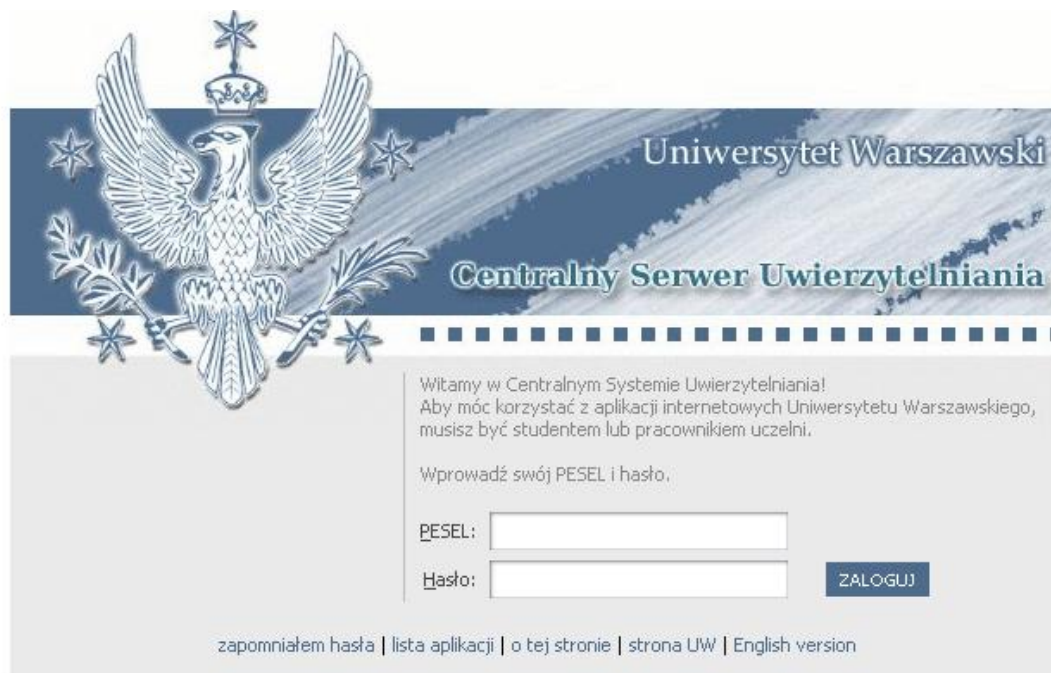 Uniwersytet Warszawski
Centralny Serwer Uwierzytelniania
Witamy w Centralnym Systemie Uwierzytelniania!
Aby móc korzystać z aplikacji internetowych Uniwersytetu Warszawskiego,
musisz być studentem lub pracownikiem uczelni.
Wprowadź swój PESEL i hasło.
PESEL:
Hasło:
ZALOGUJ
zapomniałem hasła | lista aplikacji | o tej stronie | strona UW | English version